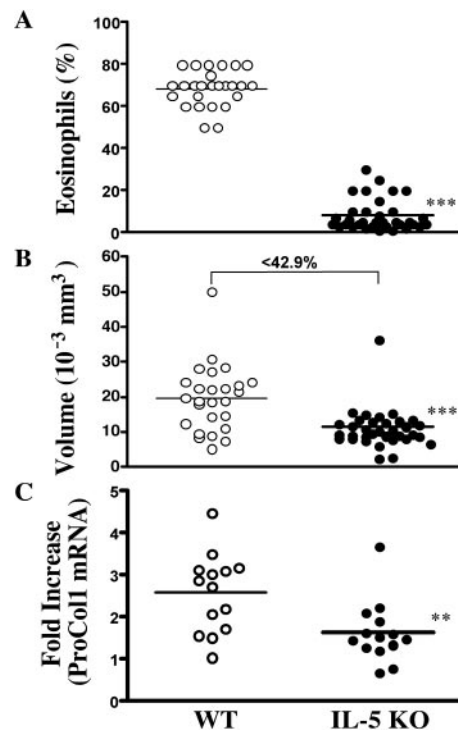 A
Eosinophils (%)
100
80
60
40
20
0
***
B
Volume (10⁻³ mm³)
60
50
40
30
20
10
0
<42.9%
***
C
Fold Increase
(ProCol1 mRNA)
5
4
3
2
1
0
**
WT IL-5 KO